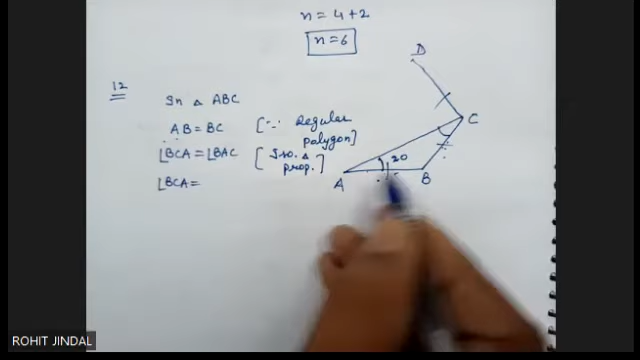 n = 4+2
n = 6
12
In △ ABC
AB = BC [∵ Regular polygon]
∠BCA = ∠BAC [Iso. △ prop.]
∠BCA =
D
C
20
A
B
ROHIT JINDAL